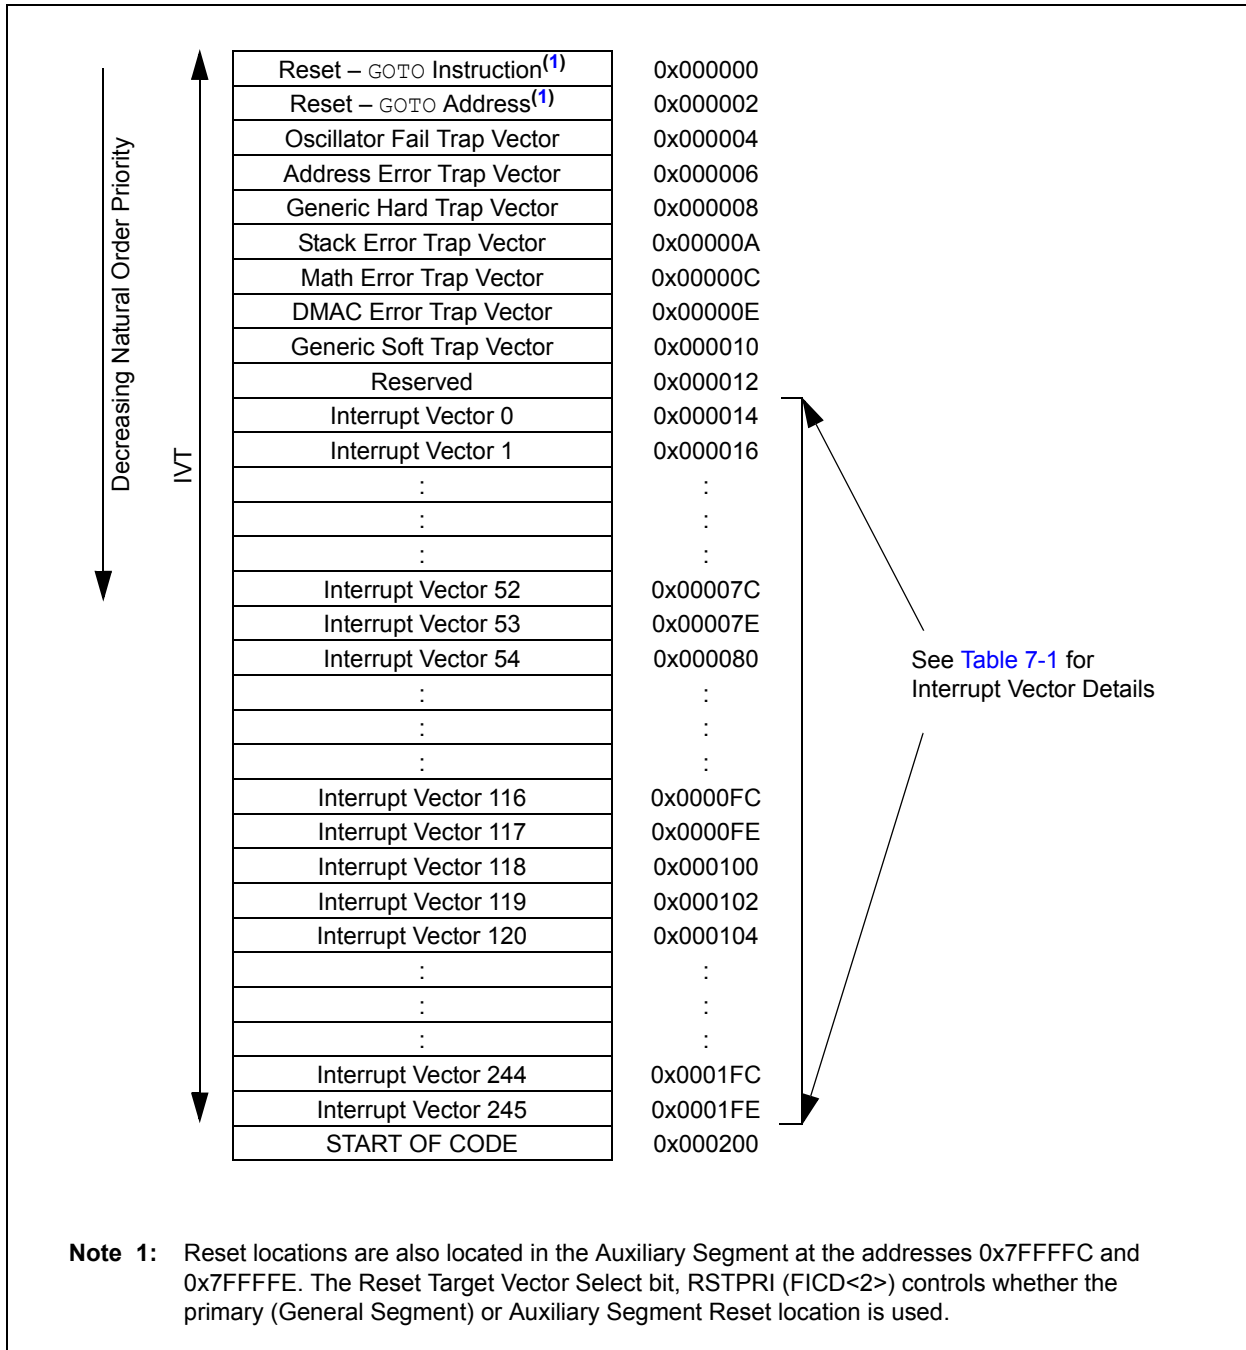 Decreasing Natural Order Priority
IVT
Reset – GOTO Instruction(1) 0x000000
Reset – GOTO Address(1) 0x000002
Oscillator Fail Trap Vector 0x000004
Address Error Trap Vector 0x000006
Generic Hard Trap Vector 0x000008
Stack Error Trap Vector 0x00000A
Math Error Trap Vector 0x00000C
DMAC Error Trap Vector 0x00000E
Generic Soft Trap Vector 0x000010
Reserved 0x000012
Interrupt Vector 0 0x000014
Interrupt Vector 1 0x000016
: :
: :
: :
Interrupt Vector 52 0x00007C
Interrupt Vector 53 0x00007E
Interrupt Vector 54 0x000080
: :
: :
: :
Interrupt Vector 116 0x0000FC
Interrupt Vector 117 0x0000FE
Interrupt Vector 118 0x000100
Interrupt Vector 119 0x000102
Interrupt Vector 120 0x000104
: :
: :
: :
Interrupt Vector 244 0x0001FC
Interrupt Vector 245 0x0001FE
START OF CODE 0x000200
See Table 7-1 for
Interrupt Vector Details
Note 1: Reset locations are also located in the Auxiliary Segment at the addresses 0x7FFFFC and
0x7FFFFE. The Reset Target Vector Select bit, RSTPRI (FICD<2>) controls whether the
primary (General Segment) or Auxiliary Segment Reset location is used.